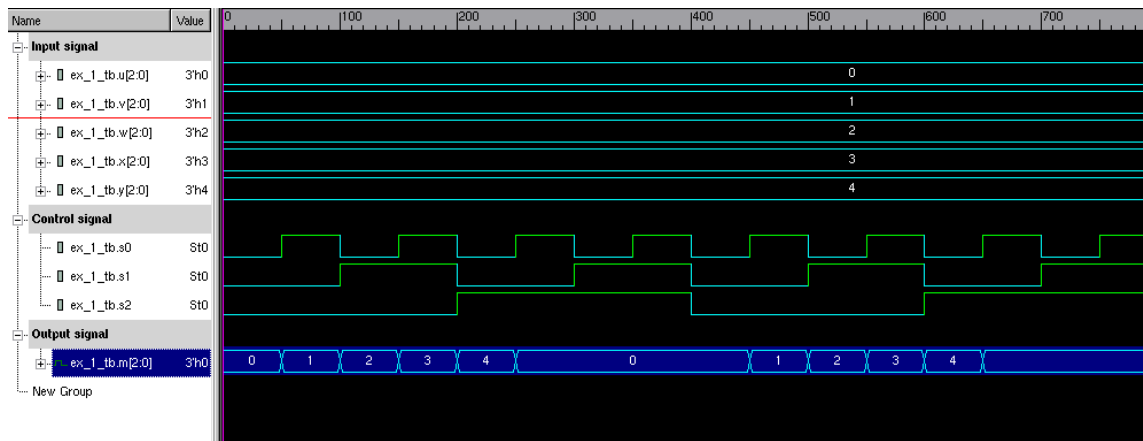 Name Value 0 100 200 300 400 500 600 700
Input signal
ex_1_tb.u[2:0] 3'h0 0
ex_1_tb.v[2:0] 3'h1 1
ex_1_tb.w[2:0] 3'h2 2
ex_1_tb.x[2:0] 3'h3 3
ex_1_tb.y[2:0] 3'h4 4
Control signal
ex_1_tb.s0 St0
ex_1_tb.s1 St0
ex_1_tb.s2 St0
Output signal
ex_1_tb.m[2:0] 3'h0 0 1 2 3 4 0 1 2 3 4
New Group